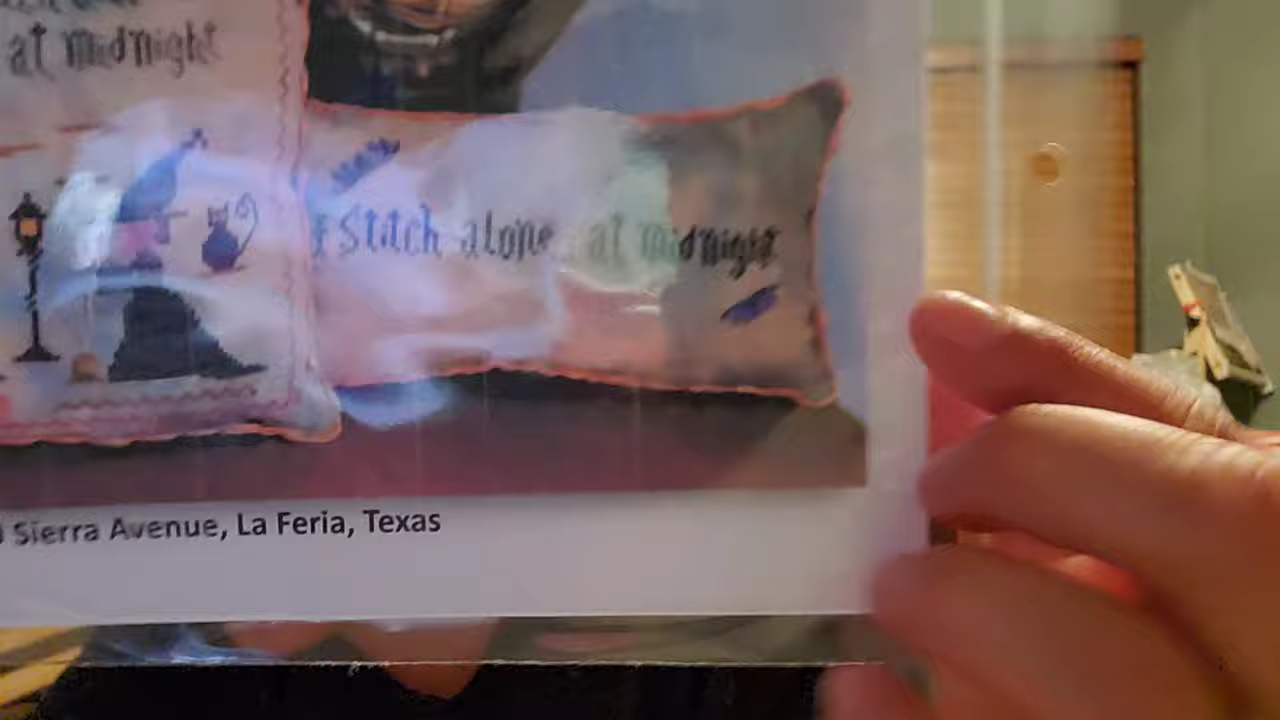 at midnight
I Stitch alone at midnight
Sierra Avenue, La Feria, Texas